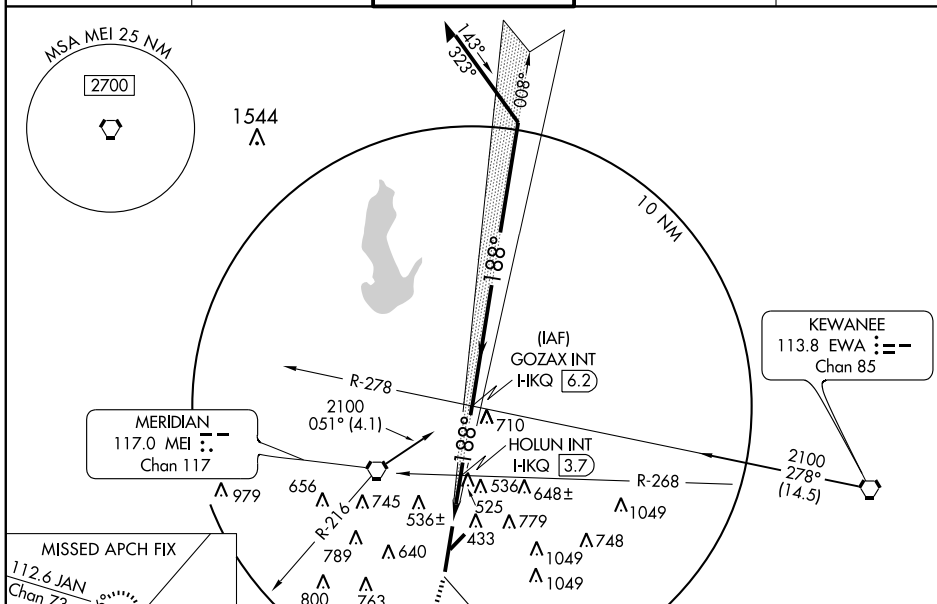 MSA MEI 25 NM
2700
1544
143°
323°
008°
10 NM
188°
(IAF)
GOZAX INT
I-IKQ 6.2
KEWANEE
113.8 EWA
Chan 85
R-278
2100
051° (4.1)
710
MERIDIAN
117.0 MEI
Chan 117
188°
HOLUN INT
I-IKQ 3.7
2100
278°
(14.5)
R-268
979
656
745
536±
525
536
648±
1049
R-216
433
779
748
789
640
1049
1049
800
763
MISSED APCH FIX
112.6 JAN